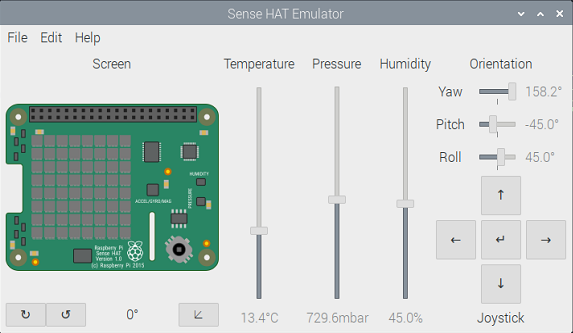 Sense HAT Emulator
File Edit Help
Screen Temperature Pressure Humidity Orientation
Yaw 158.2°
Pitch -45.0°
Roll 45.0°
HUMIDITY
PRESSURE
ACCEL/GYRO/MAG
Raspberry Pi
Sense HAT
Version 1.0
(c) Raspberry Pi 2015
0° 13.4°C 729.6mbar 45.0% Joystick